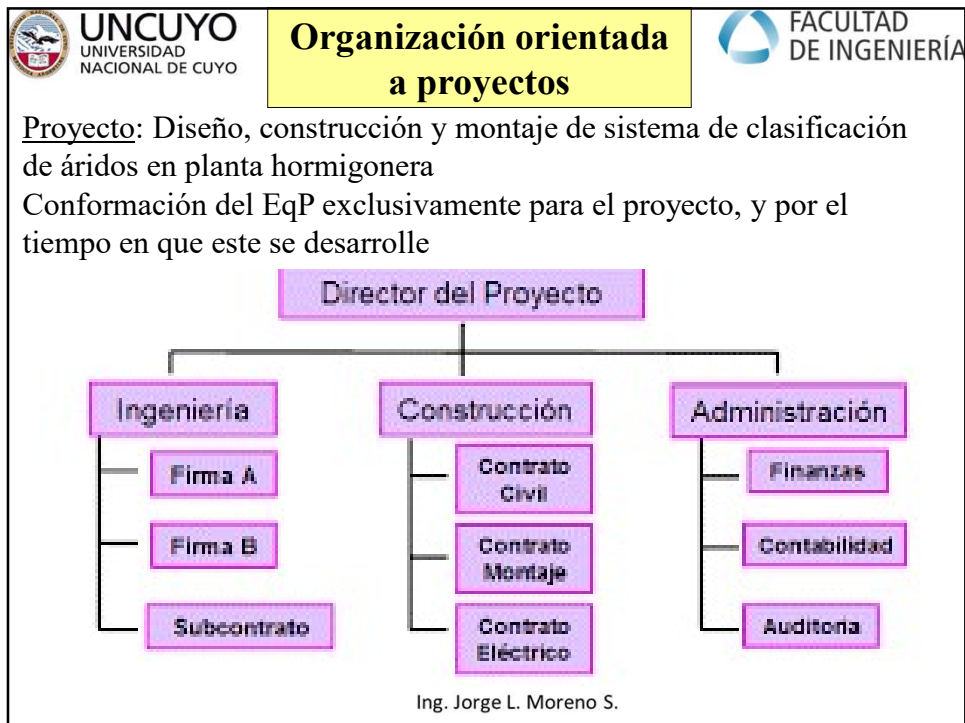 UNCUYO
UNIVERSIDAD
NACIONAL DE CUYO
Organización orientada
a proyectos
FACULTAD
DE INGENIERÍA
Proyecto: Diseño, construcción y montaje de sistema de clasificación
de áridos en planta hormigonera
Conformación del EqP exclusivamente para el proyecto, y por el
tiempo en que este se desarrolle
Director del Proyecto
Ingeniería
Firma A
Firma B
Subcontrato
Construcción
Contrato
Civil
Contrato
Montaje
Contrato
Eléctrico
Administración
Finanzas
Contabilidad
Auditoria
Ing. Jorge L. Moreno S.